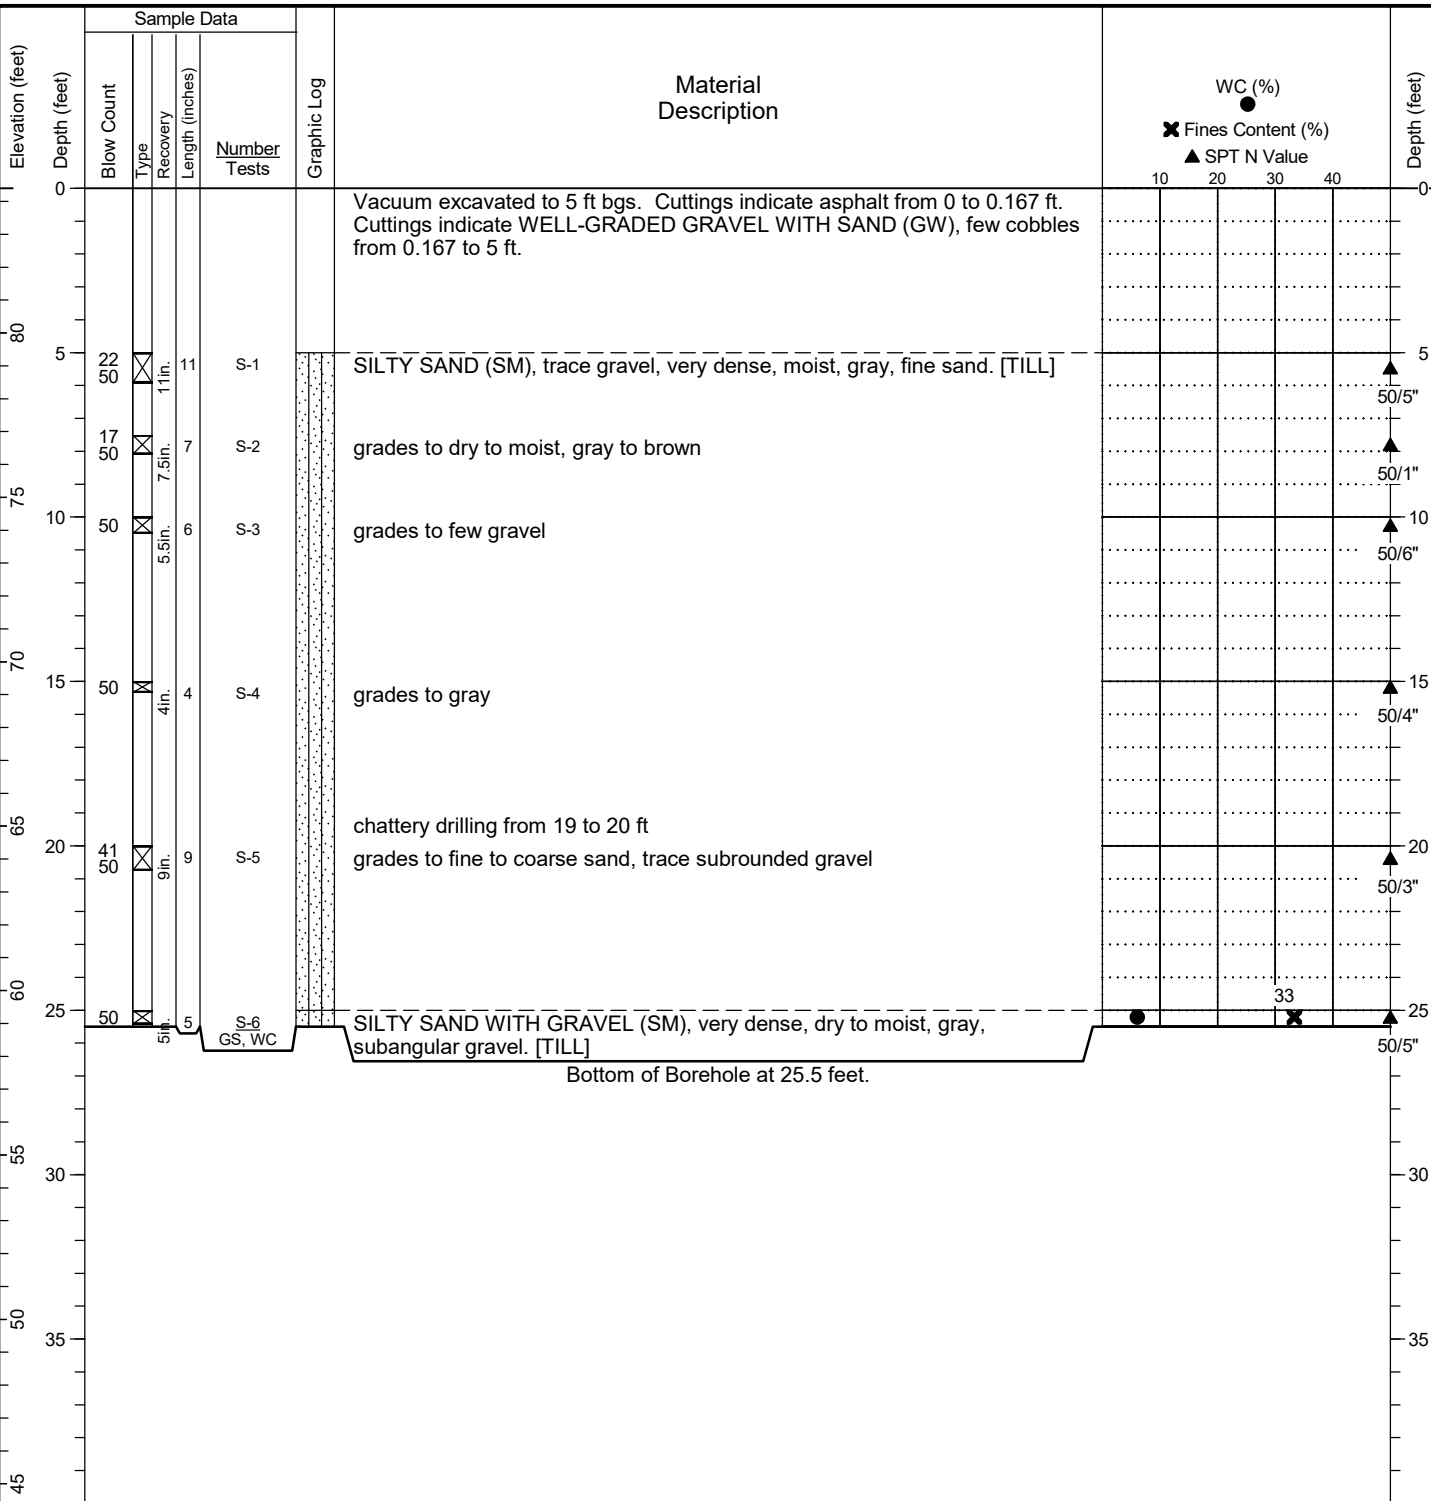 Sample Data
Elevation (feet)
Depth (feet)
Blow Count
Type
Recovery
Length (inches)
Number
Tests
Graphic Log
Material
Description
WC (%)
Fines Content (%)
SPT N Value
Depth (feet)
10 20 30 40
0
Vacuum excavated to 5 ft bgs. Cuttings indicate asphalt from 0 to 0.167 ft.
Cuttings indicate WELL-GRADED GRAVEL WITH SAND (GW), few cobbles
from 0.167 to 5 ft.
0
80
5
22
50
11in.
11
S-1
SILTY SAND (SM), trace gravel, very dense, moist, gray, fine sand. [TILL]
5
50/5"
17
50
7.5in.
7
S-2
grades to dry to moist, gray to brown
50/1"
75
10
50
5.5in.
6
S-3
grades to few gravel
10
50/6"
70
15
50
4in.
4
S-4
grades to gray
15
50/4"
65
chattery drilling from 19 to 20 ft
20
41
50
9in.
9
S-5
grades to fine to coarse sand, trace subrounded gravel
20
50/3"
60
33
25
50
5in.
5
S-6
GS, WC
SILTY SAND WITH GRAVEL (SM), very dense, dry to moist, gray,
subangular gravel. [TILL]
25
50/5"
Bottom of Borehole at 25.5 feet.
55
30
30
50
35
35
45